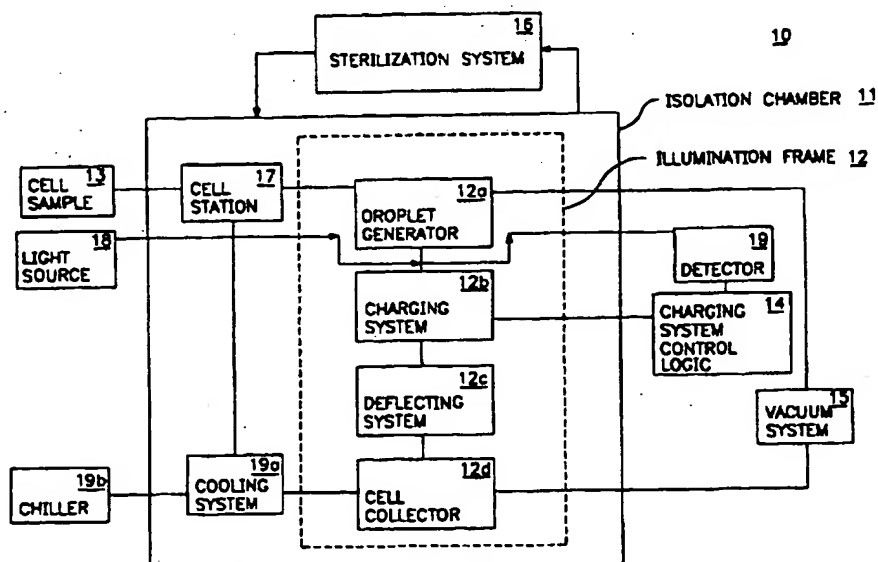 16
STERILIZATION SYSTEM
10
ISOLATION CHAMBER 11
ILLUMINATION FRAME 12
13
CELL
SAMPLE
17
CELL
STATION
12a
DROPLET
GENERATOR
18
LIGHT
SOURCE
19
DETECTOR
12b
CHARGING
SYSTEM
14
CHARGING
SYSTEM
CONTROL
LOGIC
12c
DEFLECTING
SYSTEM
15
VACUUM
SYSTEM
19b
CHILLER
19a
COOLING
SYSTEM
12d
CELL
COLLECTOR